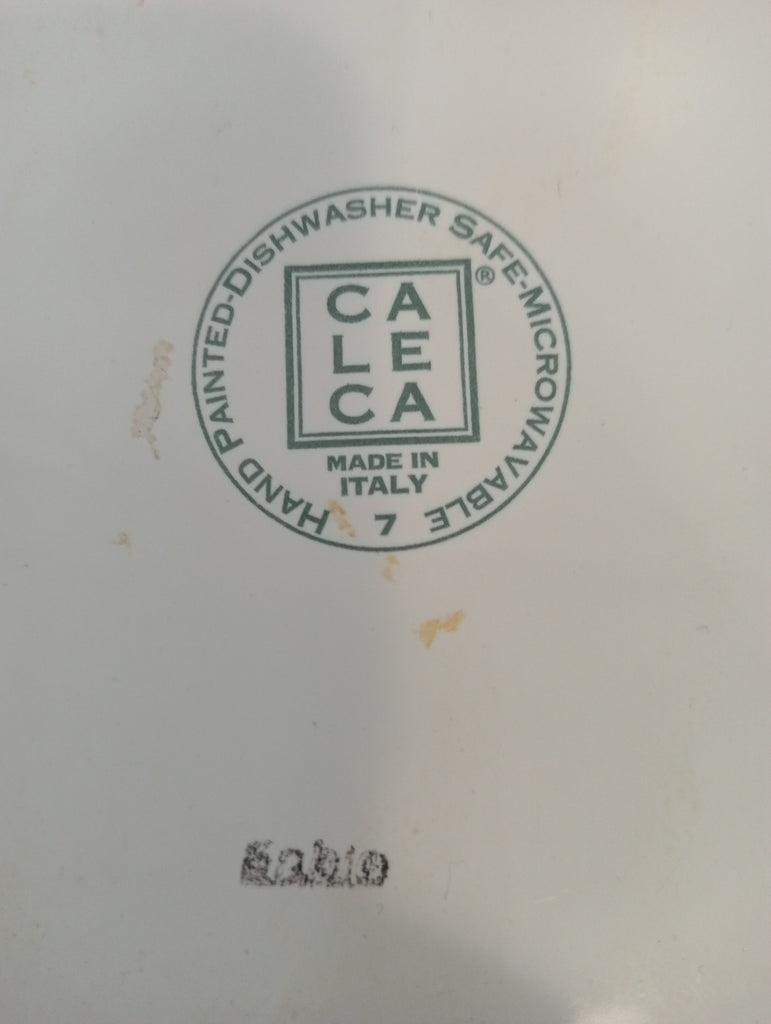 HAND PAINTED-DISHWASHER SAFE-MICROWAVABLE
CA
LE
CA
®
MADE IN
ITALY
7